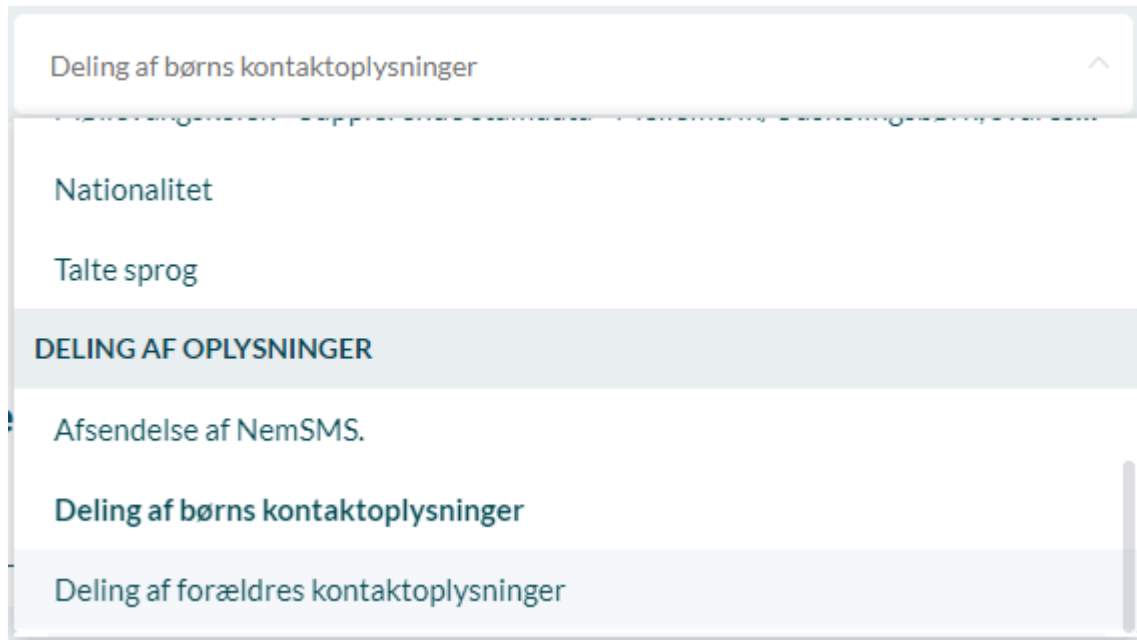 Deling af børns kontaktoplysninger
Nationalitet
Talte sprog
DELING AF OPLYSNINGER
Afsendelse af NemSMS.
Deling af børns kontaktoplysninger
Deling af forældres kontaktoplysninger